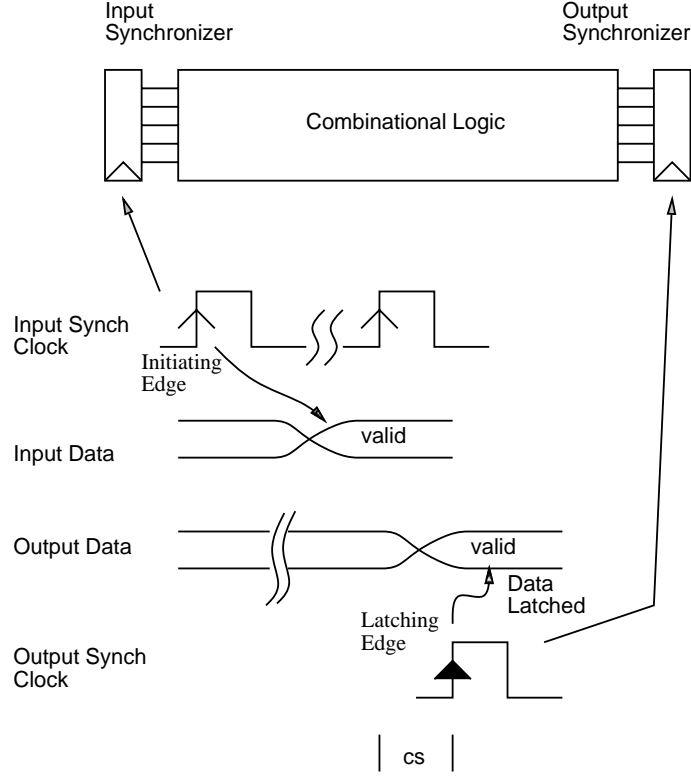 Input
Synchronizer
Output
Synchronizer
Combinational Logic
Input Synch
Clock
Initiating
Edge
Input Data
valid
Output Data
valid
Data
Latched
Latching
Edge
Output Synch
Clock
cs